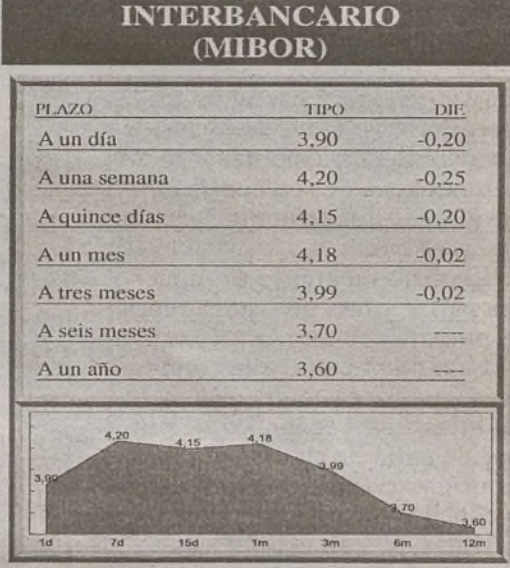 INTERBANCARIO
(MIBOR)
PLAZO TIPO DIF.
A un día 3,90 -0,20
A una semana 4,20 -0,25
A quince días 4,15 -0,20
A un mes 4,18 -0,02
A tres meses 3,99 -0,02
A seis meses 3,70 ----
A un año 3,60 ----
3,90 4,20 4,15 4,18 3,99 3,70 3,60
1d 7d 15d 1m 3m 6m 12m